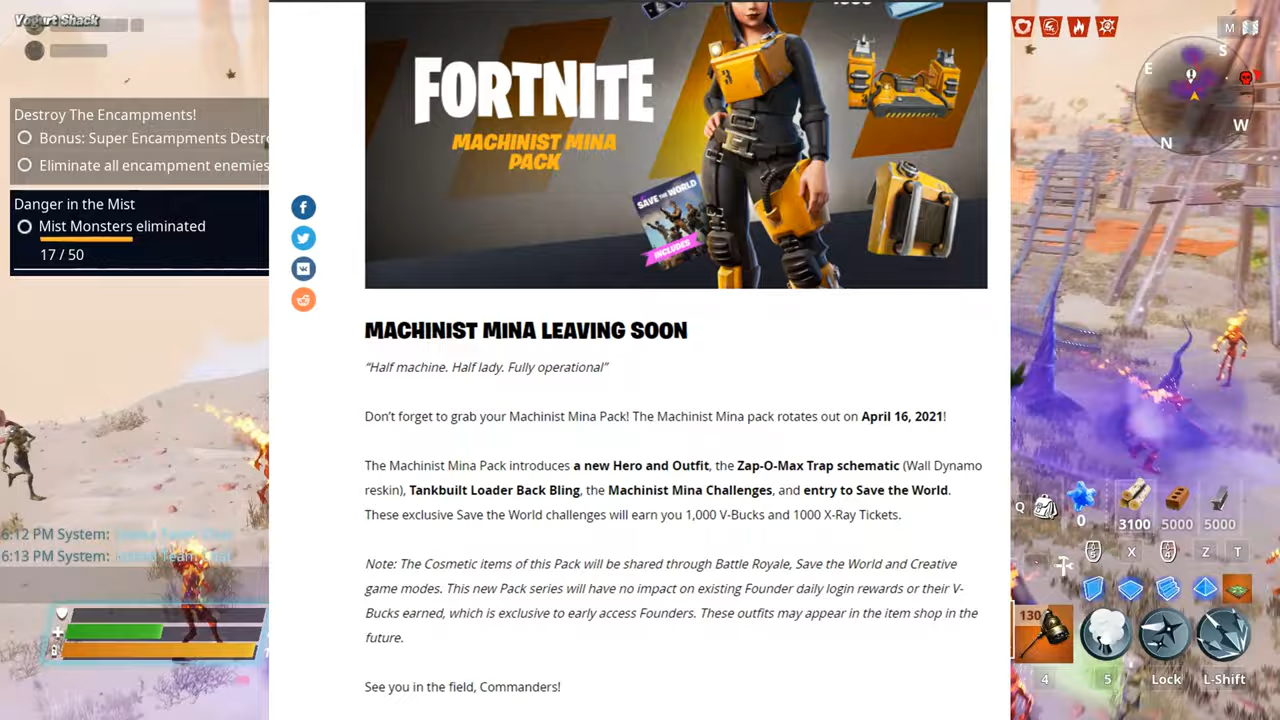 Yogurt Shack
Destroy The Encampments!
Bonus: Super Encampments Destr
Eliminate all encampment enemies
Danger in the Mist
Mist Monsters eliminated
17 / 50
6:12 PM System:
6:13 PM System:
FORTNITE
MACHINIST MINA
PACK
SAVE THE WORLD
INCLUDES
MACHINIST MINA LEAVING SOON
“Half machine. Half lady. Fully operational”
Don’t forget to grab your Machinist Mina Pack! The Machinist Mina pack rotates out on April 16, 2021!
The Machinist Mina Pack introduces a new Hero and Outfit, the Zap-O-Max Trap schematic (Wall Dynamo
reskin), Tankbuilt Loader Back Bling, the Machinist Mina Challenges, and entry to Save the World.
These exclusive Save the World challenges will earn you 1,000 V-Bucks and 1000 X-Ray Tickets.
Note: The Cosmetic items of this Pack will be shared through Battle Royale, Save the World and Creative
game modes. This new Pack series will have no impact on existing Founder daily login rewards or their V-
Bucks earned, which is exclusive to early access Founders. These outfits may appear in the item shop in the
future.
See you in the field, Commanders!
M
S
E
W
N
Q
0
3100 5000 5000
5 X 4 Z T
130
4 5 Lock L-Shift